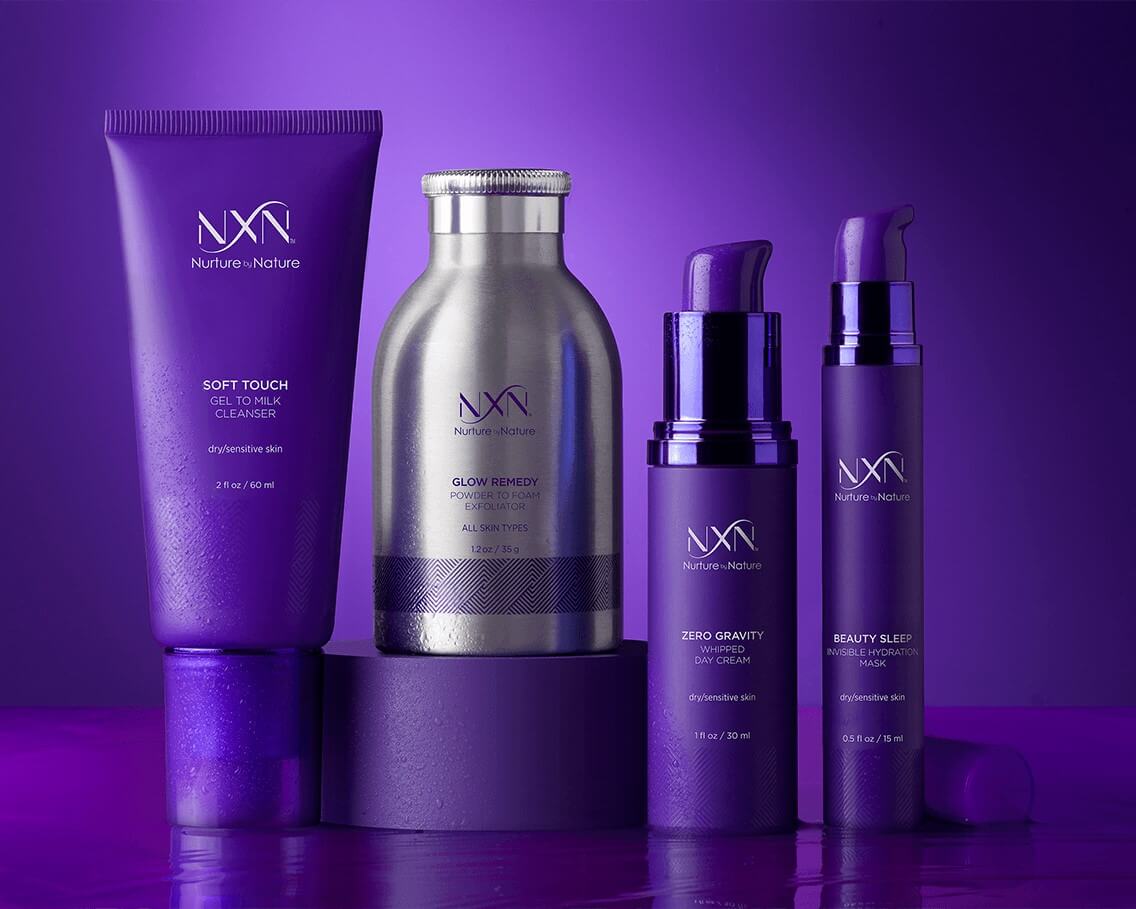 NXN™
Nurture by Nature
SOFT TOUCH
GEL TO MILK
CLEANSER
dry/sensitive skin
2 fl oz / 60 ml
NXN
Nurture by Nature
GLOW REMEDY
POWDER TO FOAM
EXFOLIATOR
ALL SKIN TYPES
1.2 oz / 35 g
NXN™
Nurture by Nature
ZERO GRAVITY
WHIPPED
DAY CREAM
dry/sensitive skin
1 fl oz / 30 ml
NXN™
Nurture by Nature
BEAUTY SLEEP
INVISIBLE HYDRATION
MASK
dry/sensitive skin
0.5 fl oz / 15 ml